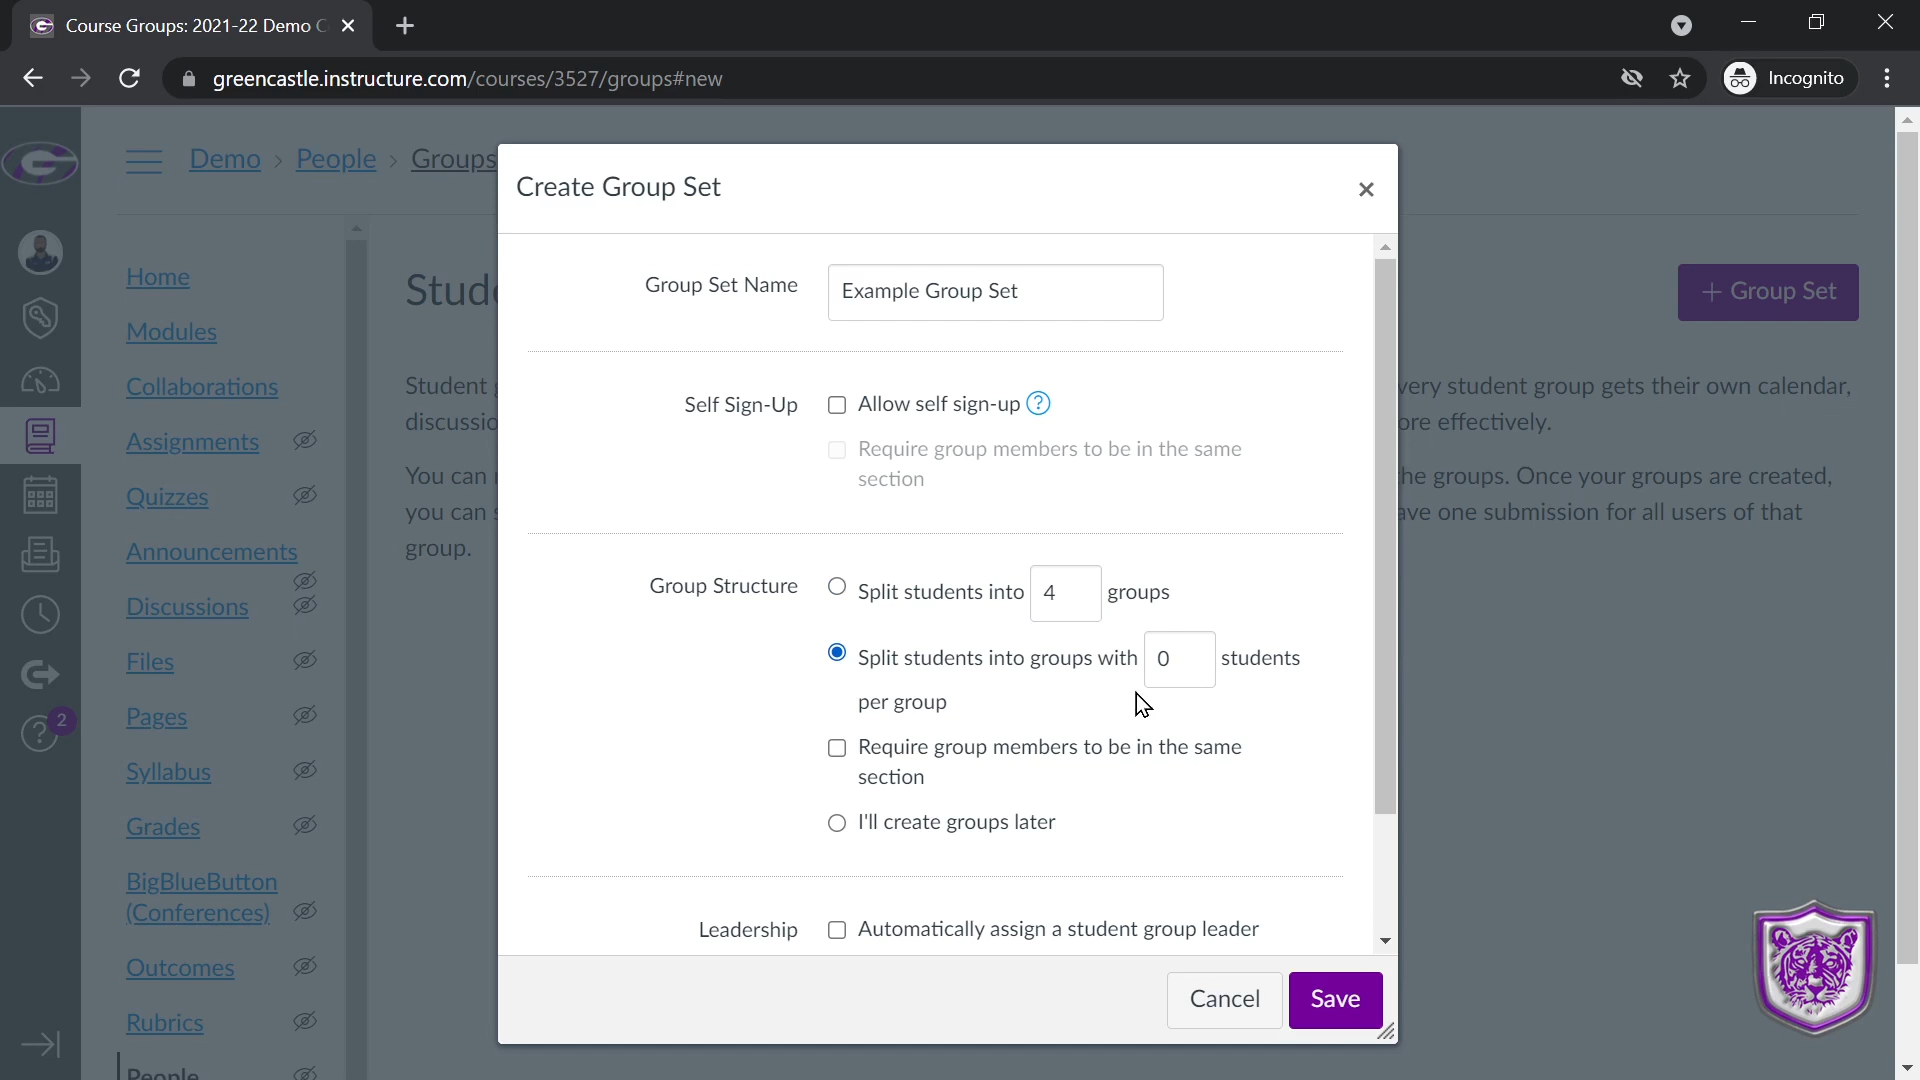 Course Groups: 2021-22 Demo C
greencastle.instructure.com/courses/3527/groups#new
Incognito
Demo > People > Groups
Create Group Set
Home
Modules
Collaborations
Assignments
Quizzes
Announcements
Discussions
Files
Pages
Syllabus
Grades
BigBlueButton
(Conferences)
Outcomes
Rubrics
People
2
Stude
+ Group Set
Student
discussio
You can
you can
group.
very student group gets their own calendar,
ore effectively.
he groups. Once your groups are created,
ave one submission for all users of that
Group Set Name Example Group Set
Self Sign-Up Allow self sign-up ?
Require group members to be in the same
section
Group Structure Split students into 4 groups
Split students into groups with 0 students
per group
Require group members to be in the same
section
I'll create groups later
Leadership Automatically assign a student group leader
Cancel Save